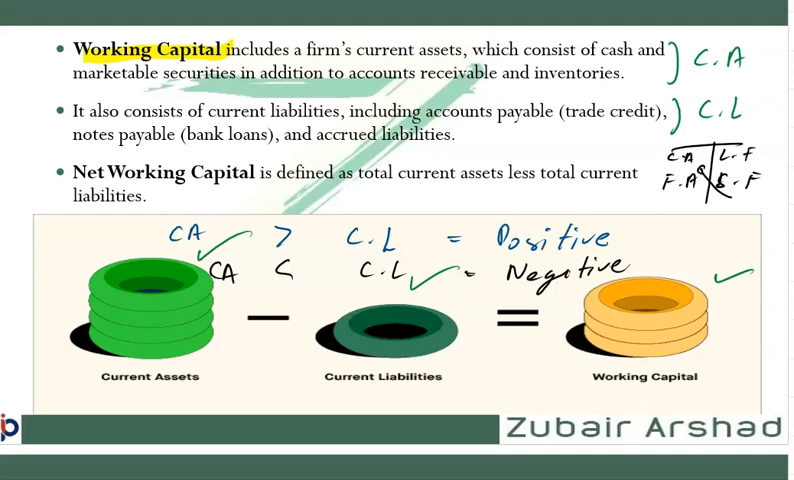 • Working Capital includes a firm's current assets, which consist of cash and
marketable securities in addition to accounts receivable and inventories.
C.A
• It also consists of current liabilities, including accounts payable (trade credit),
notes payable (bank loans), and accrued liabilities.
C.L
CA L.F
F.A S.F
• Net Working Capital is defined as total current assets less total current
liabilities.
CA > C.L = Positive
CA < C.L = Negative
Current Assets
Current Liabilities
Working Capital
Zubair Arshad